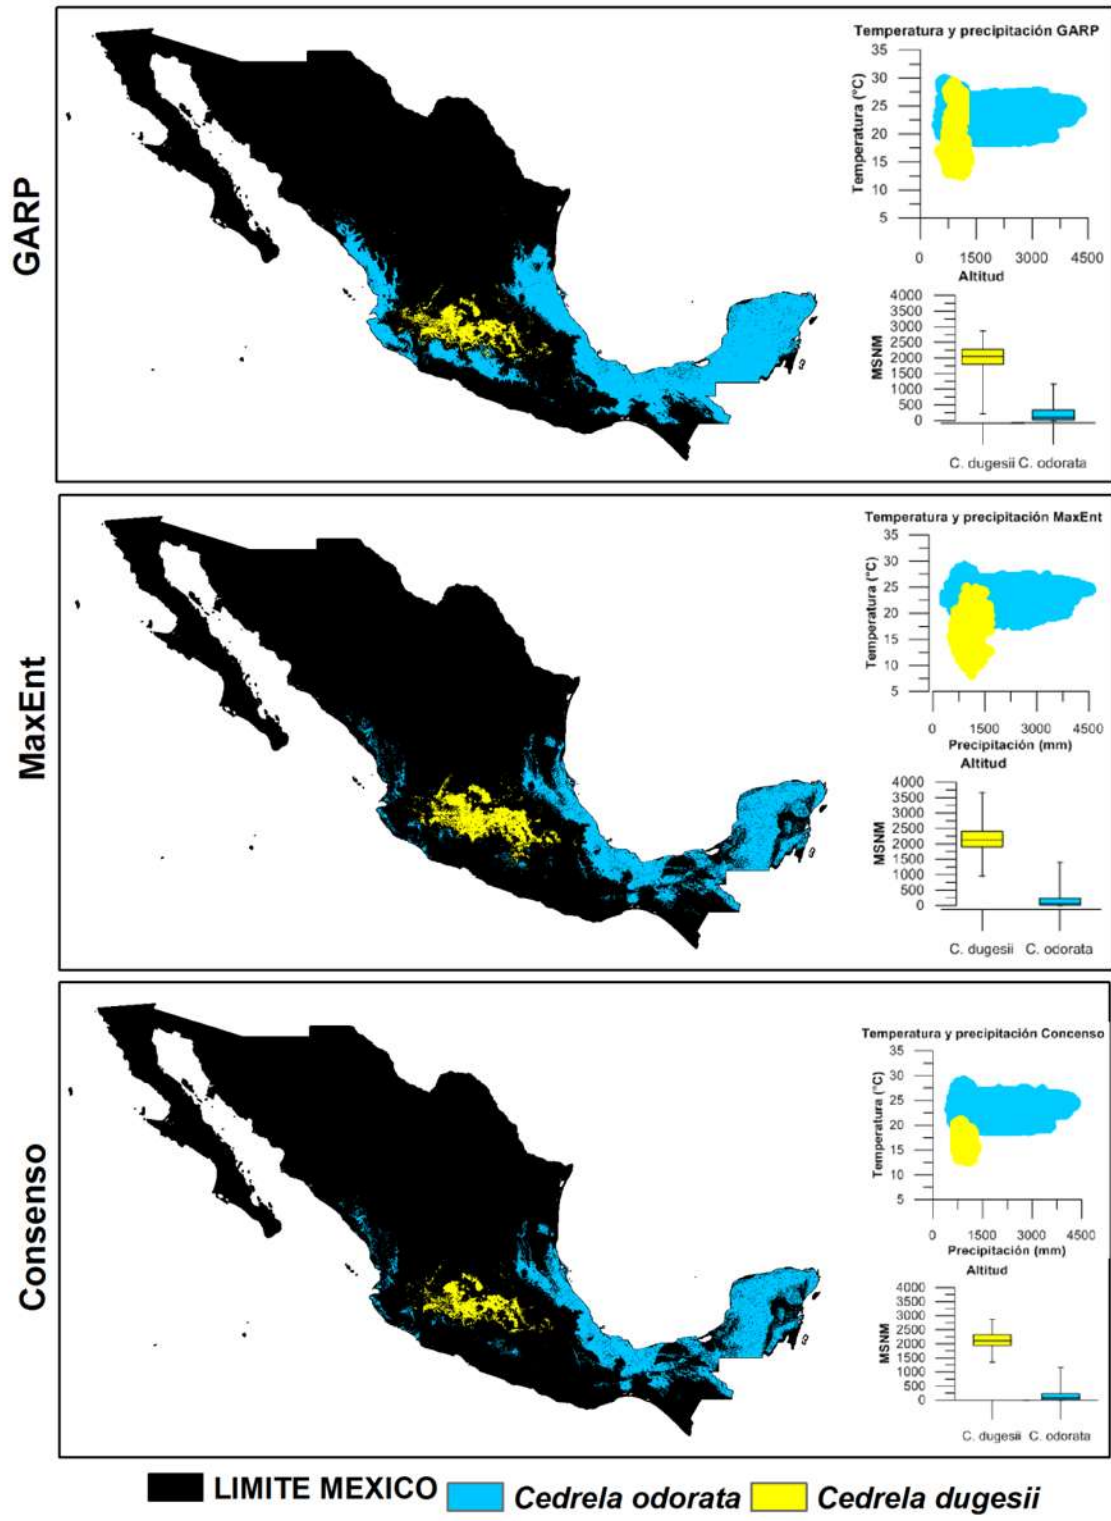 GARP
Temperatura y precipitación GARP
Temperatura (°C)
35
30
25
20
15
10
5
0 1500 3000 4500
Altitud
MSNM
4000
3500
3000
2500
2000
1500
1000
500
0
C. dugesii C. odorata
MaxEnt
Temperatura y precipitación MaxEnt
Temperatura (°C)
35
30
25
20
15
10
5
0 1500 3000 4500
Precipitación (mm)
Altitud
MSNM
4000
3500
3000
2500
2000
1500
1000
500
0
C. dugesii C. odorata
Consenso
Temperatura y precipitación Concenso
Temperatura (°C)
35
30
25
20
15
10
5
0 1500 3000 4500
Precipitación (mm)
Altitud
MSNM
4000
3500
3000
2500
2000
1500
1000
500
0
C. dugesii C. odorata
LIMITE MEXICO Cedrela odorata Cedrela dugesii